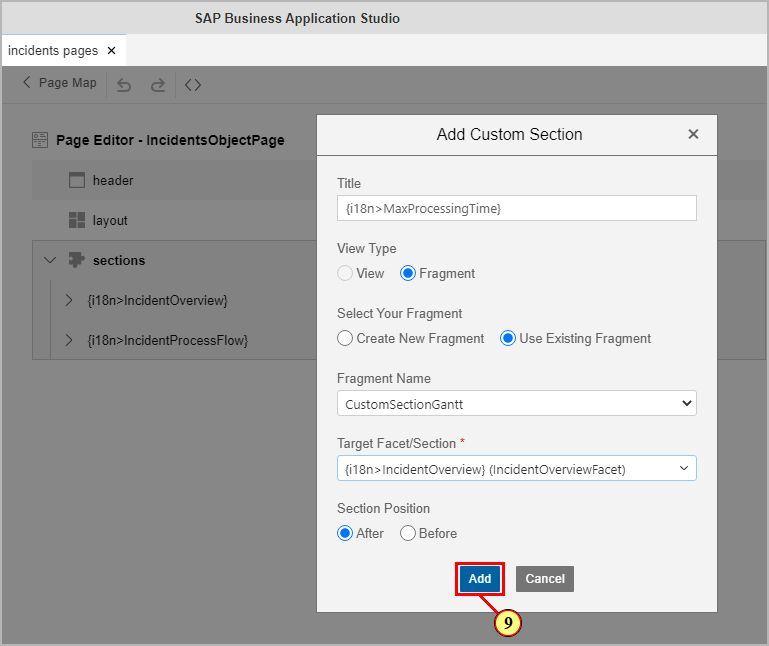 SAP Business Application Studio
incidents pages ×
Page Map
Page Editor - IncidentsObjectPage
header
layout
sections
{i18n>IncidentOverview}
{i18n>IncidentProcessFlow}
Add Custom Section
Title
{i18n>MaxProcessingTime}
View Type
View Fragment
Select Your Fragment
Create New Fragment Use Existing Fragment
Fragment Name
CustomSectionGantt
Target Facet/Section *
{i18n>IncidentOverview} (IncidentOverviewFacet)
Section Position
After Before
Add Cancel
9